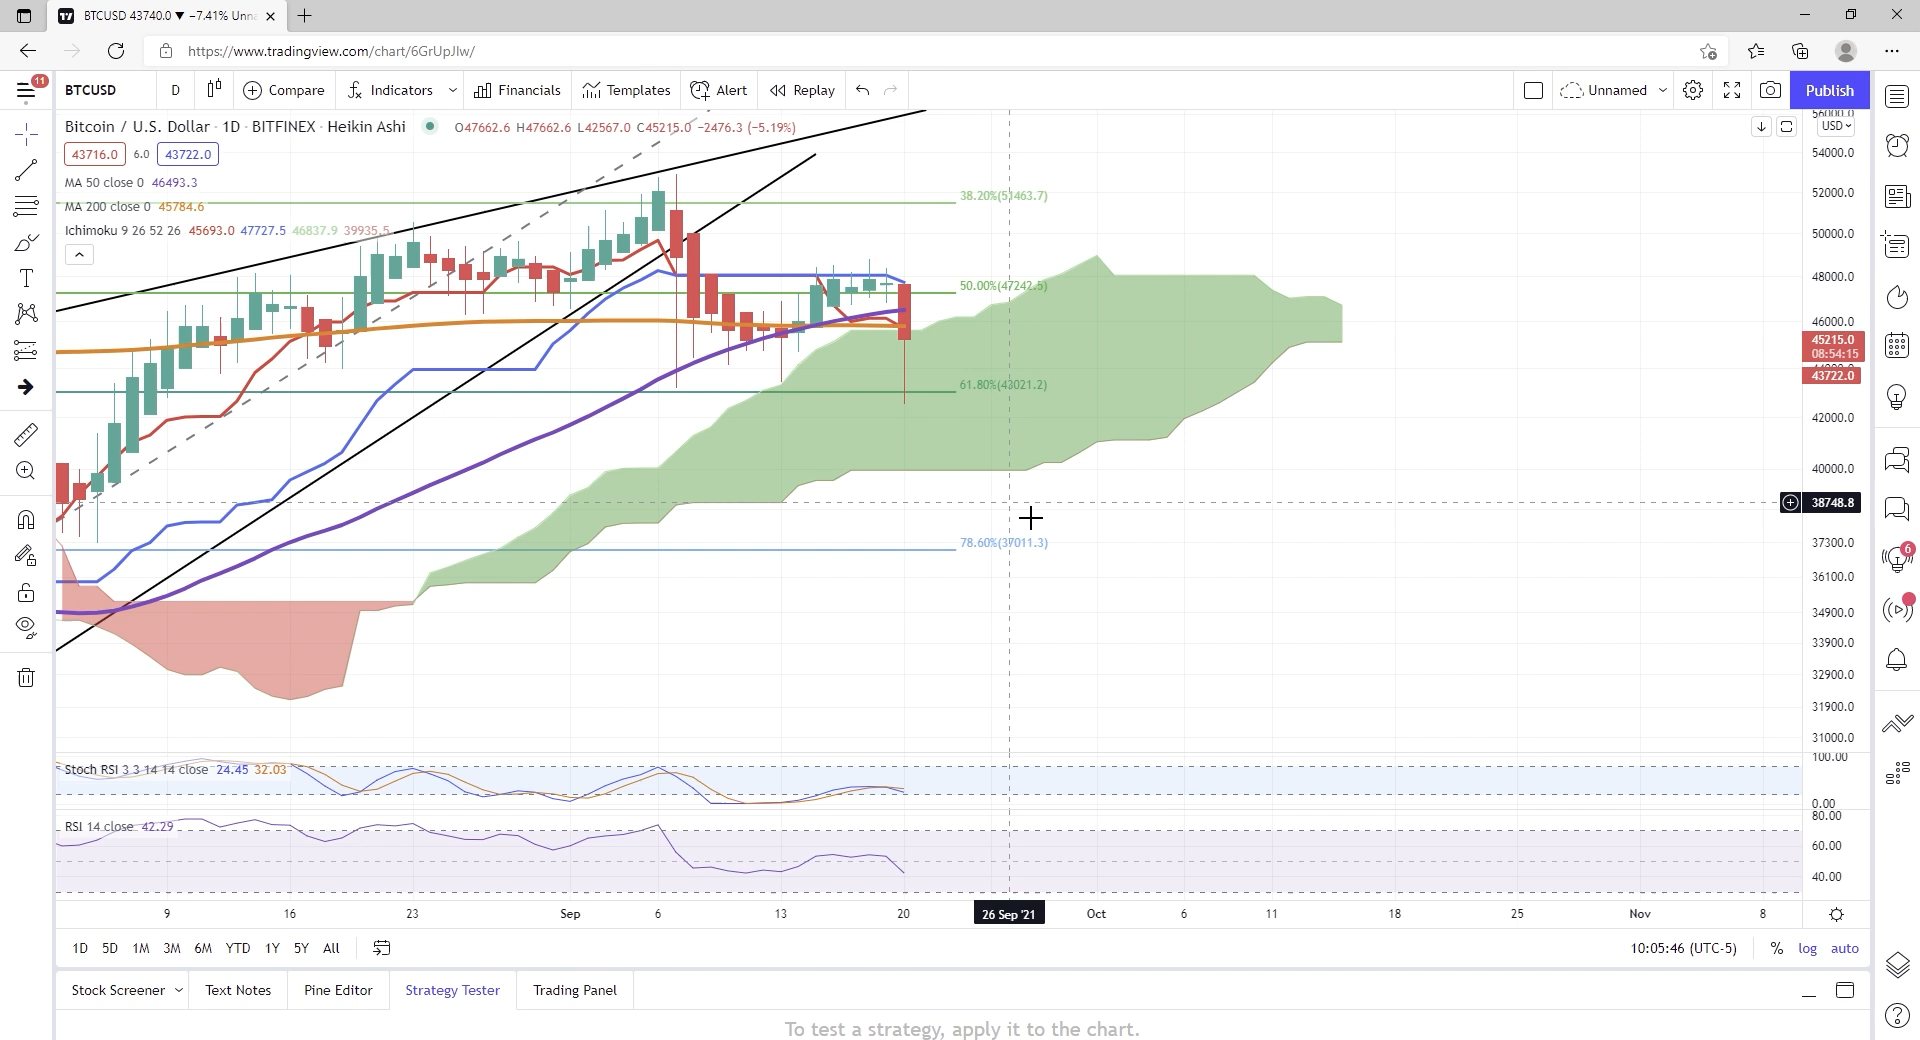 BTCUSD 43740.0 ▼ −7.41% Unna
https://www.tradingview.com/chart/6GrUpJIw/
11
BTCUSD D Compare Indicators Financials Templates Alert Replay Unnamed Publish
Bitcoin / U.S. Dollar · 1D · BITFINEX · Heikin Ashi O47662.6 H47662.6 L42567.0 C45215.0 −2476.3 (−5.19%)
43716.0 6.0 43722.0
MA 50 close 0 46493.3
MA 200 close 0 45784.6
Ichimoku 9 26 52 26 45693.0 47727.5 46837.9 39935.5
USD
56000.0
54000.0
52000.0
50000.0
48000.0
46000.0
45215.0
08:54:15
43722.0
42000.0
40000.0
38748.8
37300.0
36100.0
34900.0
33900.0
32900.0
31900.0
31000.0
38.20%(51463.7)
50.00%(47242.5)
61.80%(43021.2)
78.60%(37011.3)
6
Stoch RSI 3 3 14 14 close 24.45 32.03
100.00
0.00
RSI 14 close 42.29
80.00
60.00
40.00
9 16 23 Sep 6 13 20 26 Sep '21 Oct 6 11 18 25 Nov 8
1D 5D 1M 3M 6M YTD 1Y 5Y All 10:05:46 (UTC-5) % log auto
Stock Screener Text Notes Pine Editor Strategy Tester Trading Panel
To test a strategy, apply it to the chart.